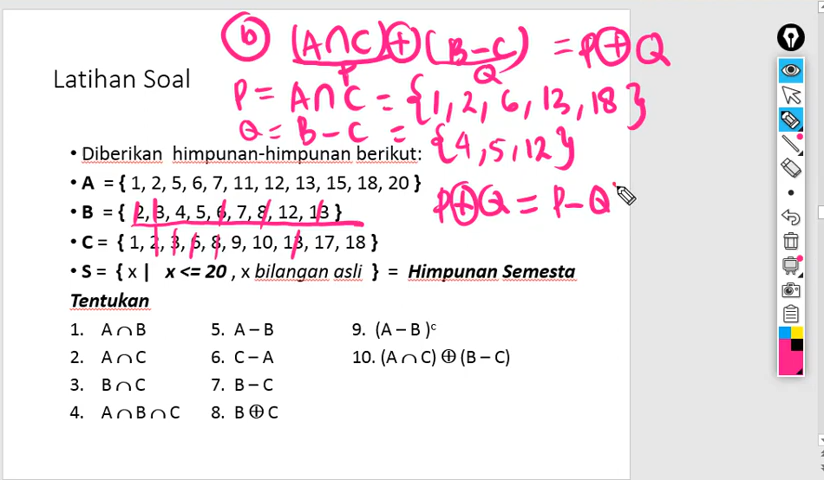 b (A∩C)⊕(B-C) = P⊕Q
P Q
Latihan Soal
P = A∩C = {1, 2, 6, 13, 18}
Q = B-C = {4, 5, 12}
• Diberikan himpunan-himpunan berikut:
• A = { 1, 2, 5, 6, 7, 11, 12, 13, 15, 18, 20 }
• B = { 2, 3, 4, 5, 6, 7, 8, 12, 13 }
P⊕Q = P-Q
• C = { 1, 2, 3, 6, 8, 9, 10, 13, 17, 18 }
• S = { x | x <= 20 , x bilangan asli } = Himpunan Semesta
Tentukan
1. A ∩ B
2. A ∩ C
3. B ∩ C
4. A ∩ B ∩ C
5. A – B
6. C – A
7. B – C
8. B ⊕ C
9. (A – B )ᶜ
10. (A ∩ C) ⊕ (B – C)